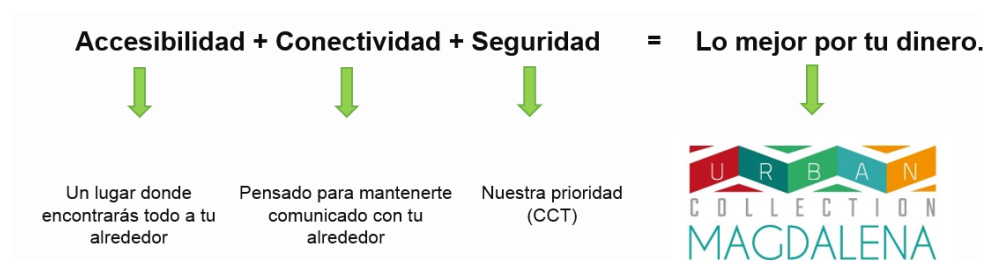 Accesibilidad + Conectividad + Seguridad = Lo mejor por tu dinero.
Un lugar donde
encontrarás todo a tu
alrededor
Pensado para mantenerte
comunicado con tu
alrededor
Nuestra prioridad
(CCT)
URBAN
COLLECTION
MAGDALENA